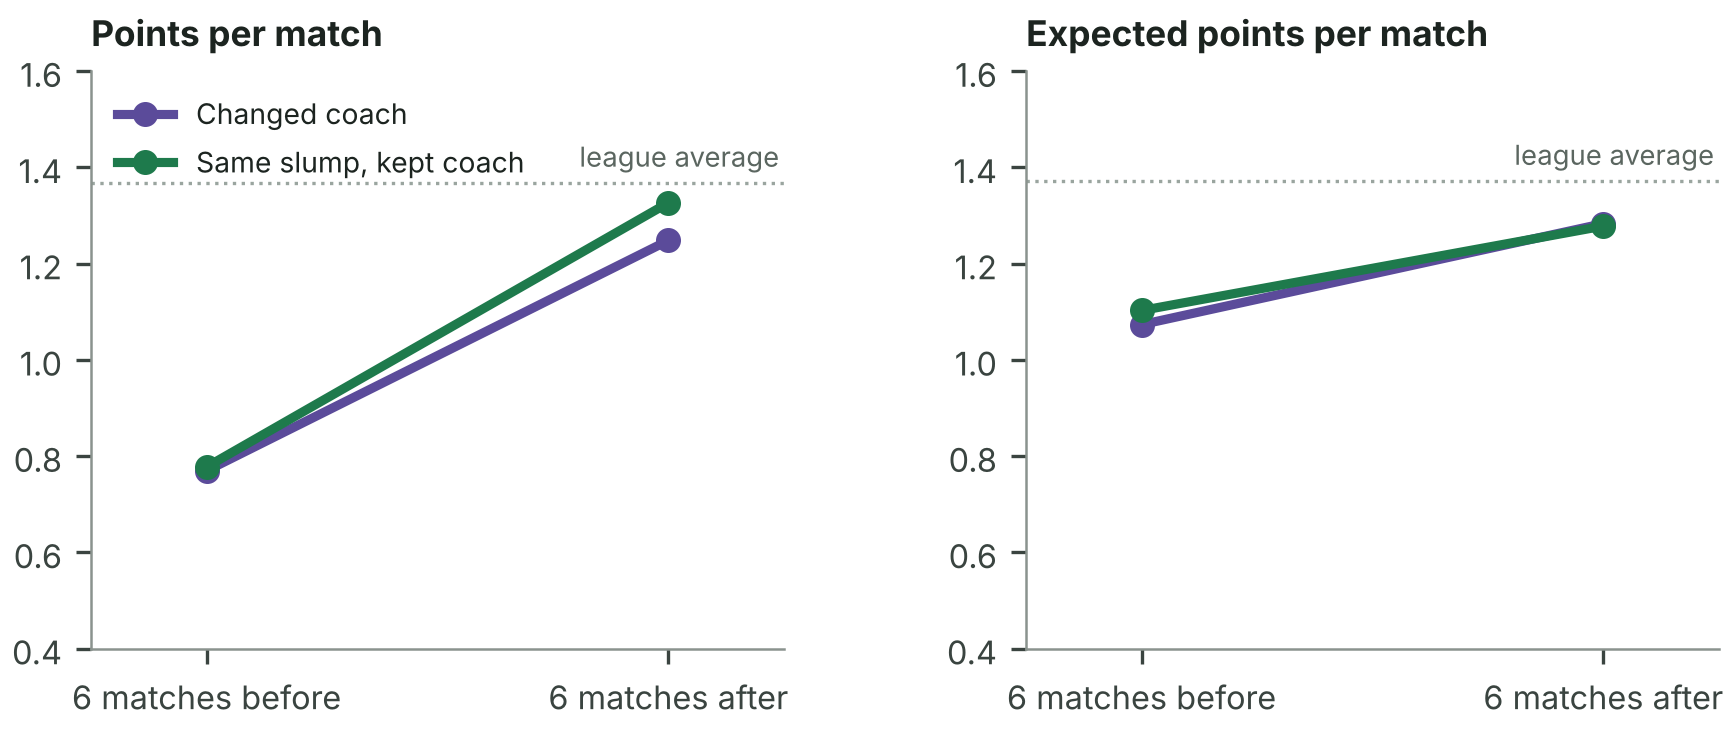 Points per match
1.6
1.4
1.2
1.0
0.8
0.6
0.4
Changed coach
Same slump, kept coach
league average
6 matches before
6 matches after
Expected points per match
1.6
1.4
1.2
1.0
0.8
0.6
0.4
league average
6 matches before
6 matches after